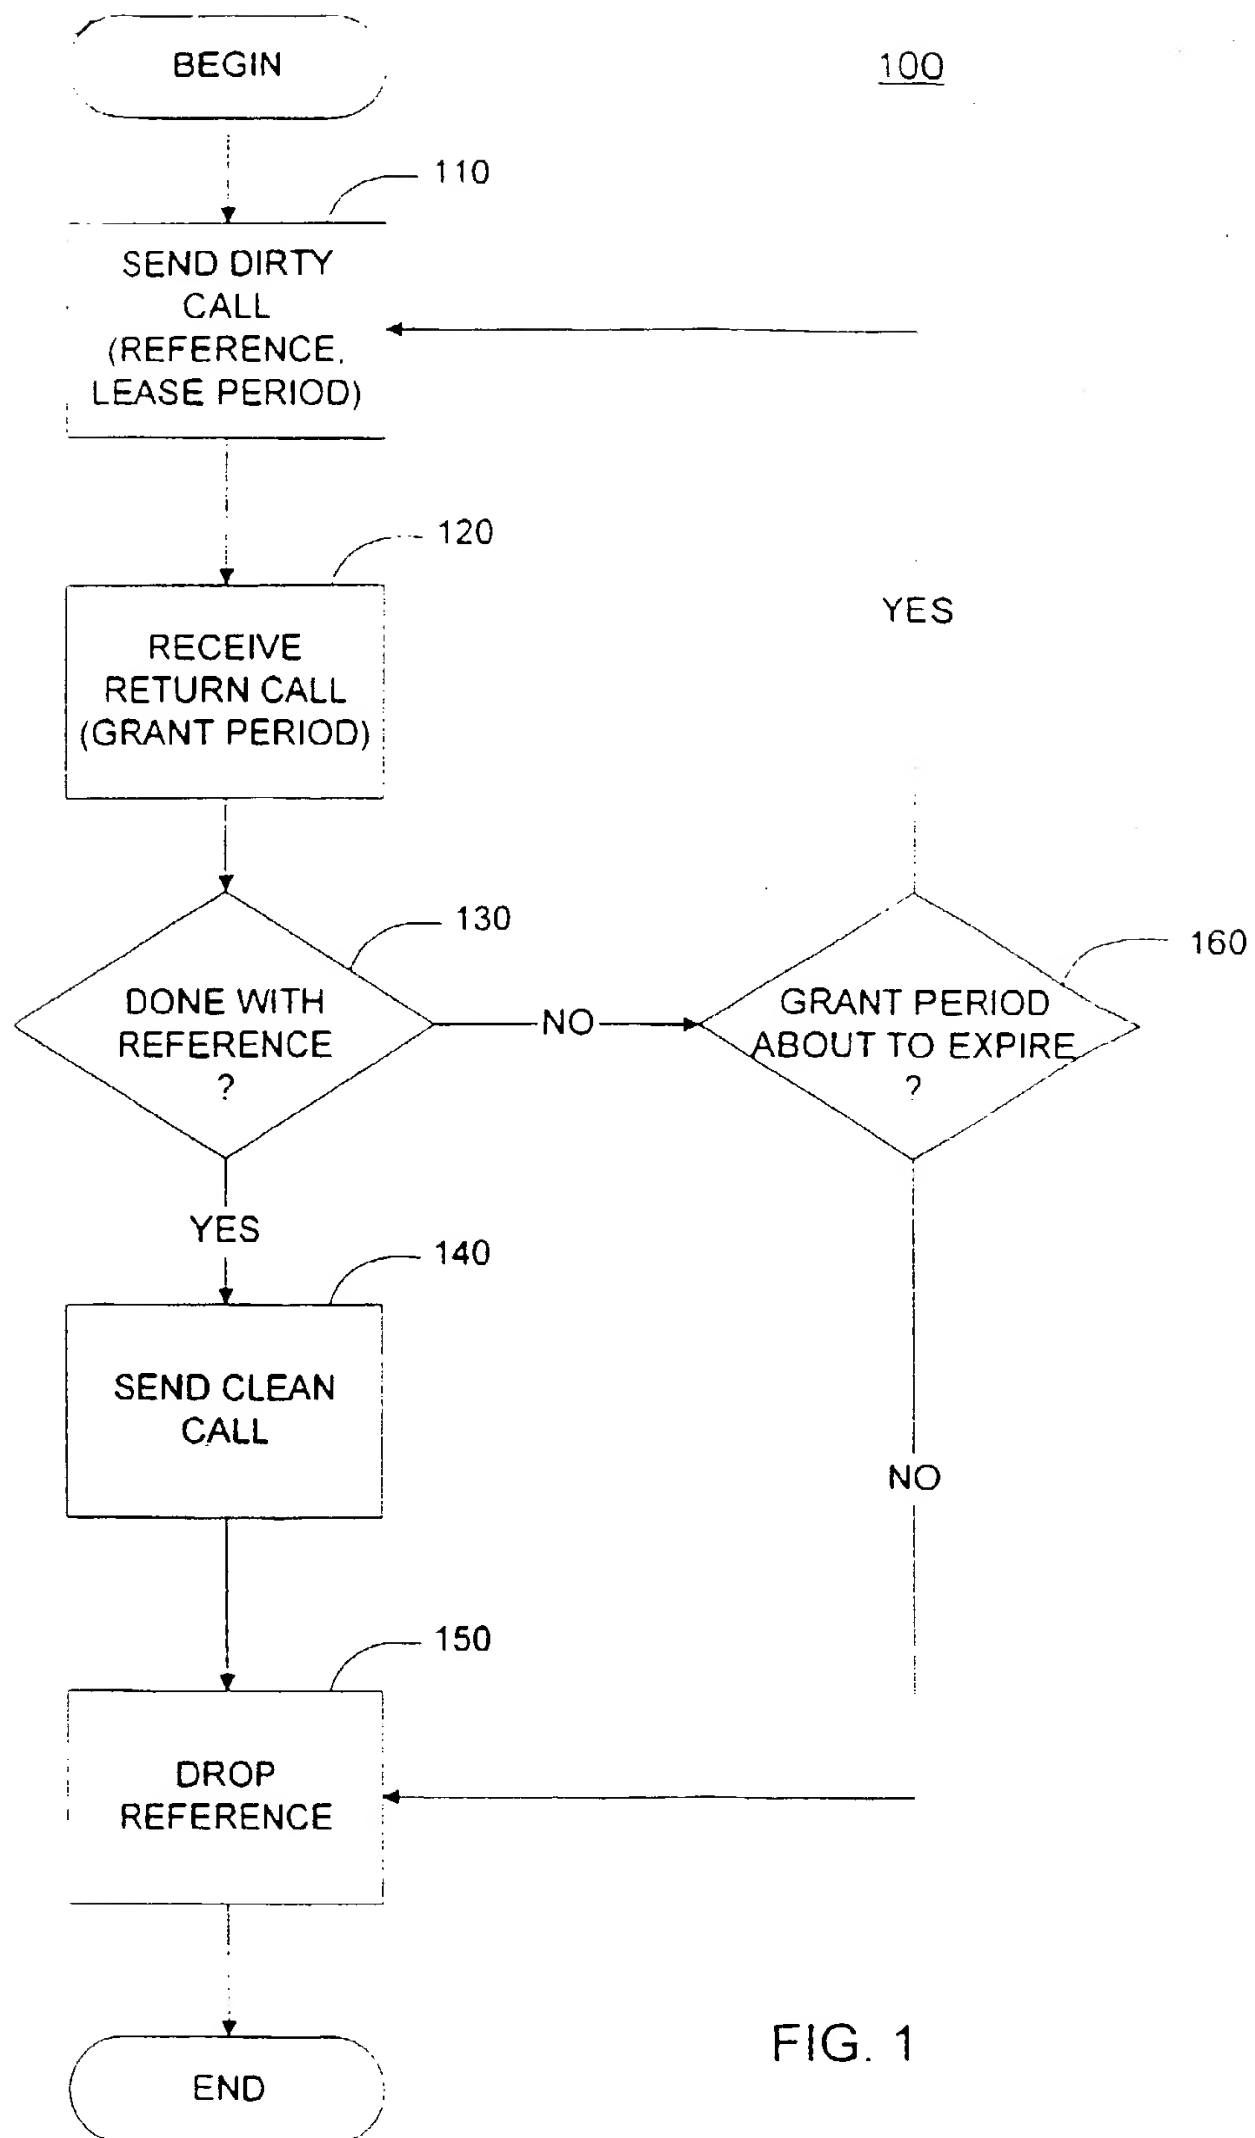 BEGIN
100
110
SEND DIRTY
CALL
(REFERENCE,
LEASE PERIOD)
120
RECEIVE
RETURN CALL
(GRANT PERIOD)
YES
130
DONE WITH
REFERENCE
?
NO
160
GRANT PERIOD
ABOUT TO EXPIRE
?
YES
140
SEND CLEAN
CALL
NO
150
DROP
REFERENCE
END
FIG. 1